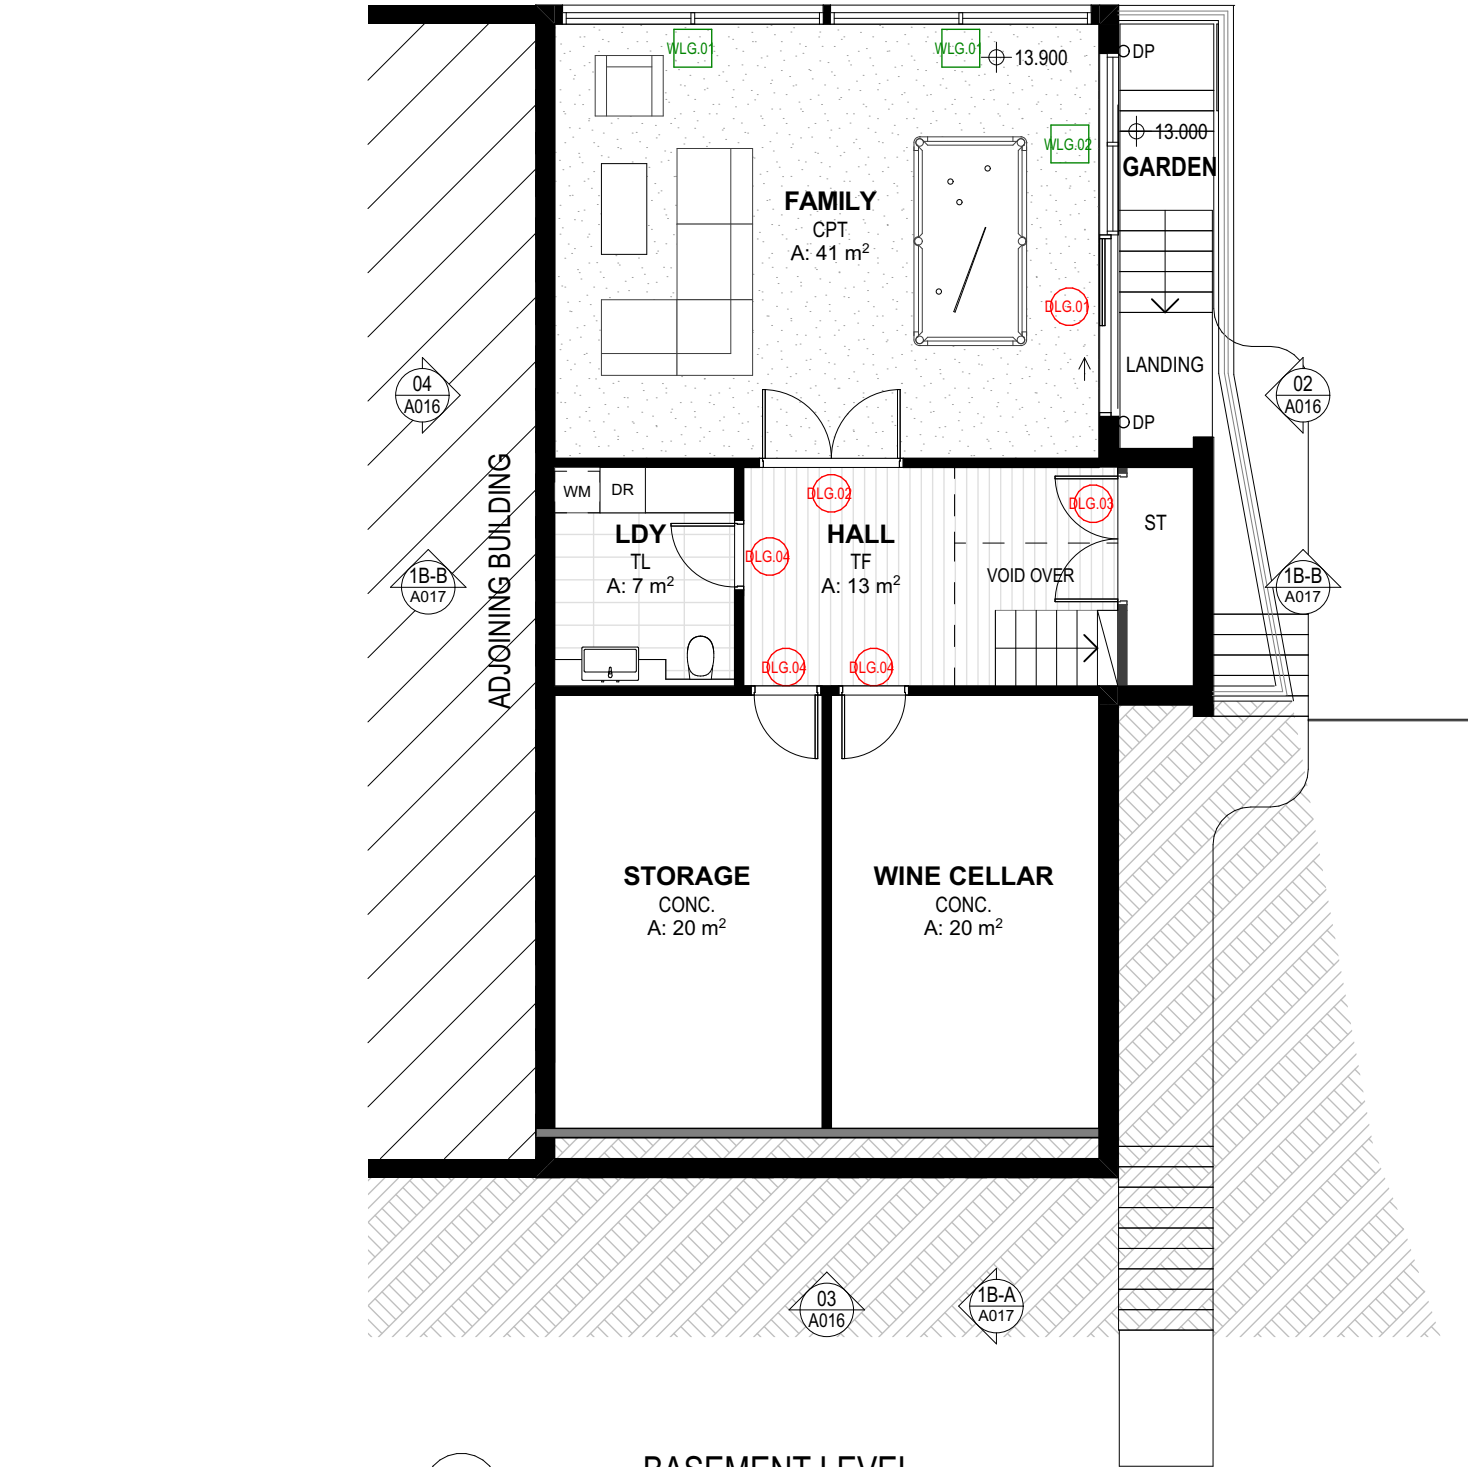 WLG.01
WLG.01
13.900
DP
13.000
WLG.02
GARDEN
FAMILY
CPT
A: 41 m²
DLG.01
LANDING
04
A016
02
A016
DP
ADJOINING BUILDING
WM
DR
DLG.02
DLG.03
ST
LDY
TL
A: 7 m²
DLG.04
HALL
TF
A: 13 m²
VOID OVER
1B-B
A017
1B-B
A017
DLG.04
DLG.04
STORAGE
CONC.
A: 20 m²
WINE CELLAR
CONC.
A: 20 m²
03
A016
1B-A
A017
BASEMENT LEVEL